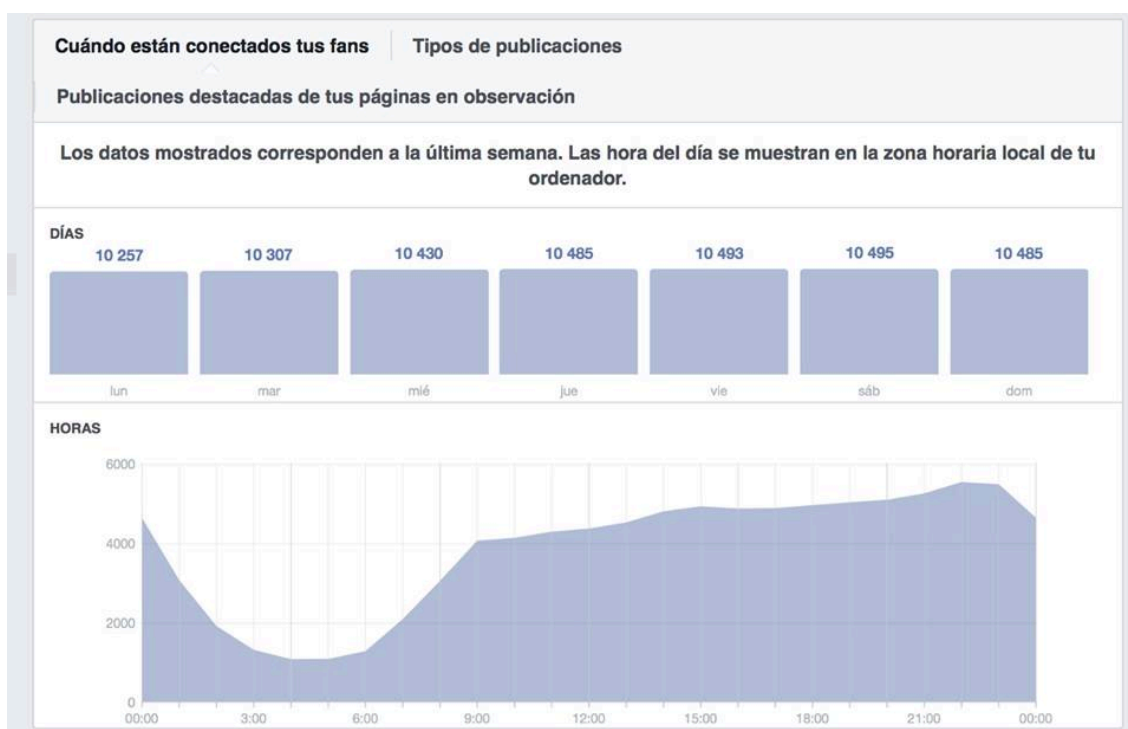 Cuándo están conectados tus fans Tipos de publicaciones
Publicaciones destacadas de tus páginas en observación
Los datos mostrados corresponden a la última semana. Las hora del día se muestran en la zona horaria local de tu
ordenador.
DÍAS
10 257 10 307 10 430 10 485 10 493 10 495 10 485
lun mar mié jue vie sáb dom
HORAS
6000
4000
2000
0
00:00 3:00 6:00 9:00 12:00 15:00 18:00 21:00 00:00